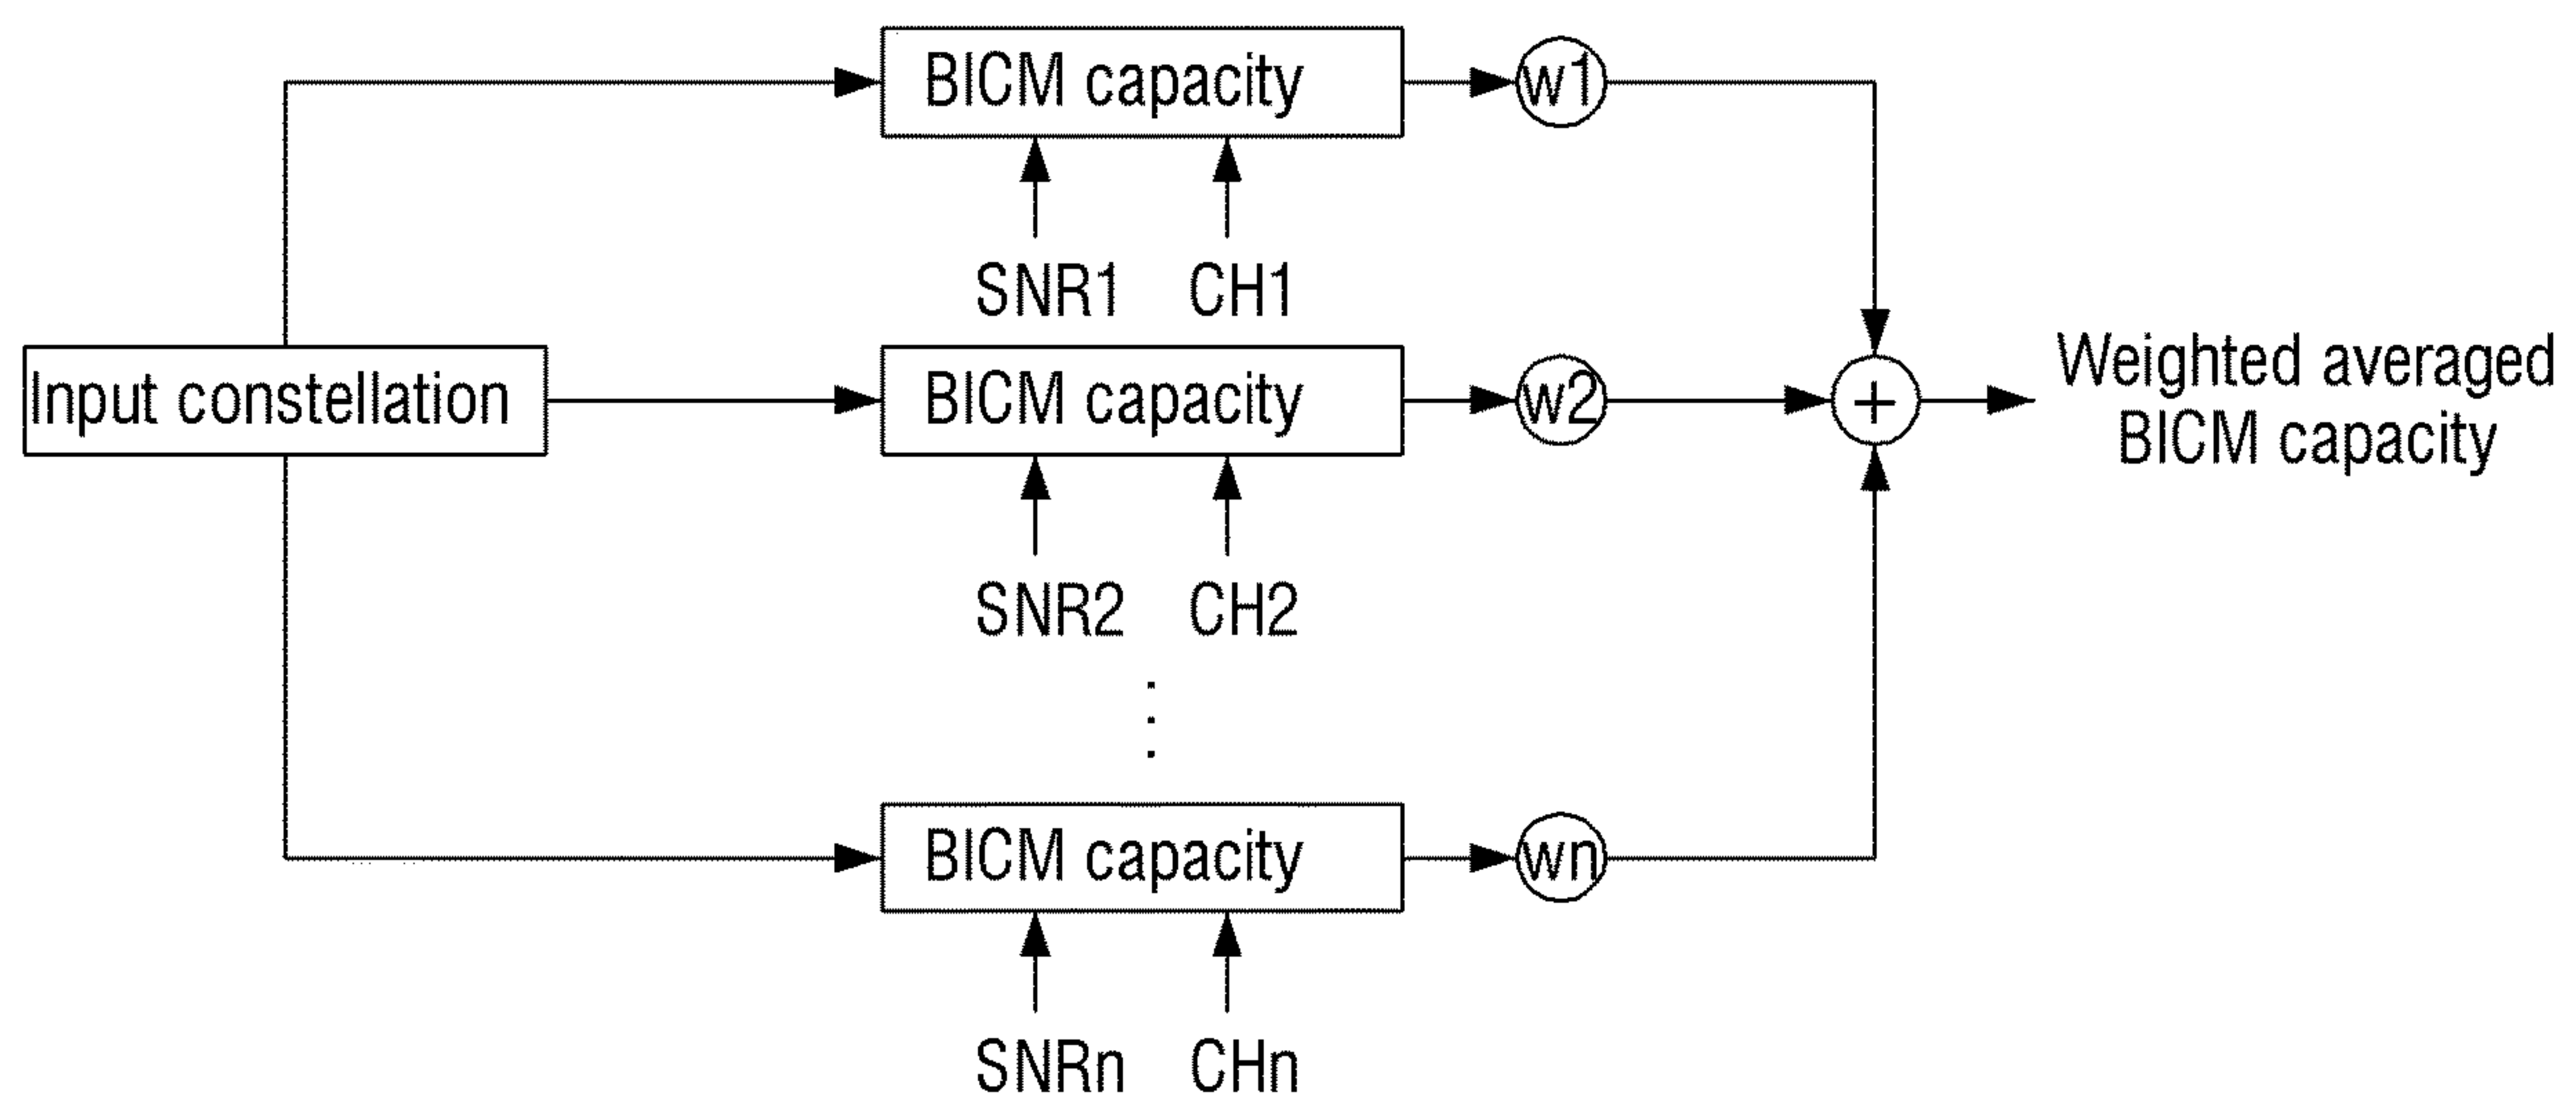 BICM capacity
w1
SNR1 CH1
Input constellation
BICM capacity
w2
+
Weighted averaged
BICM capacity
SNR2 CH2
BICM capacity
wn
SNRn CHn